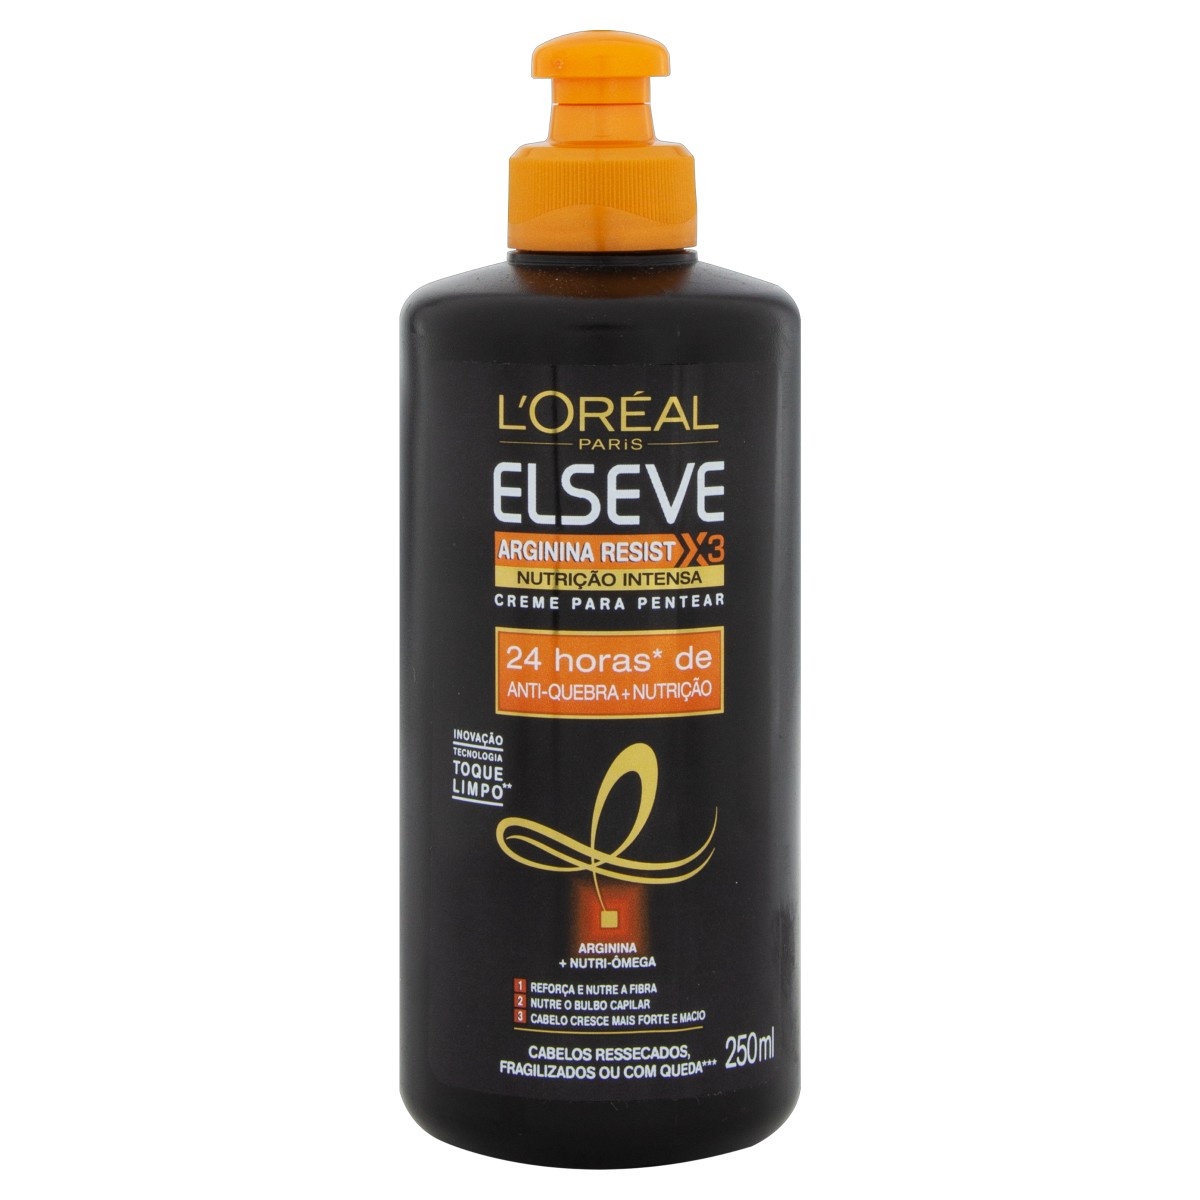 L'ORÉAL
PARiS
ELSEVE
ARGININA RESIST X3
NUTRIÇÃO INTENSA
CREME PARA PENTEAR
24 horas* de
ANTI-QUEBRA+NUTRIÇÃO
INOVAÇÃO
TECNOLOGIA
TOQUE
LIMPO**
ARGININA
+ NUTRI-ÔMEGA
1 REFORÇA E NUTRE A FIBRA
2 NUTRE O BULBO CAPILAR
3 CABELO CRESCE MAIS FORTE E MACIO
CABELOS RESSECADOS,
FRAGILIZADOS OU COM QUEDA***
250ml